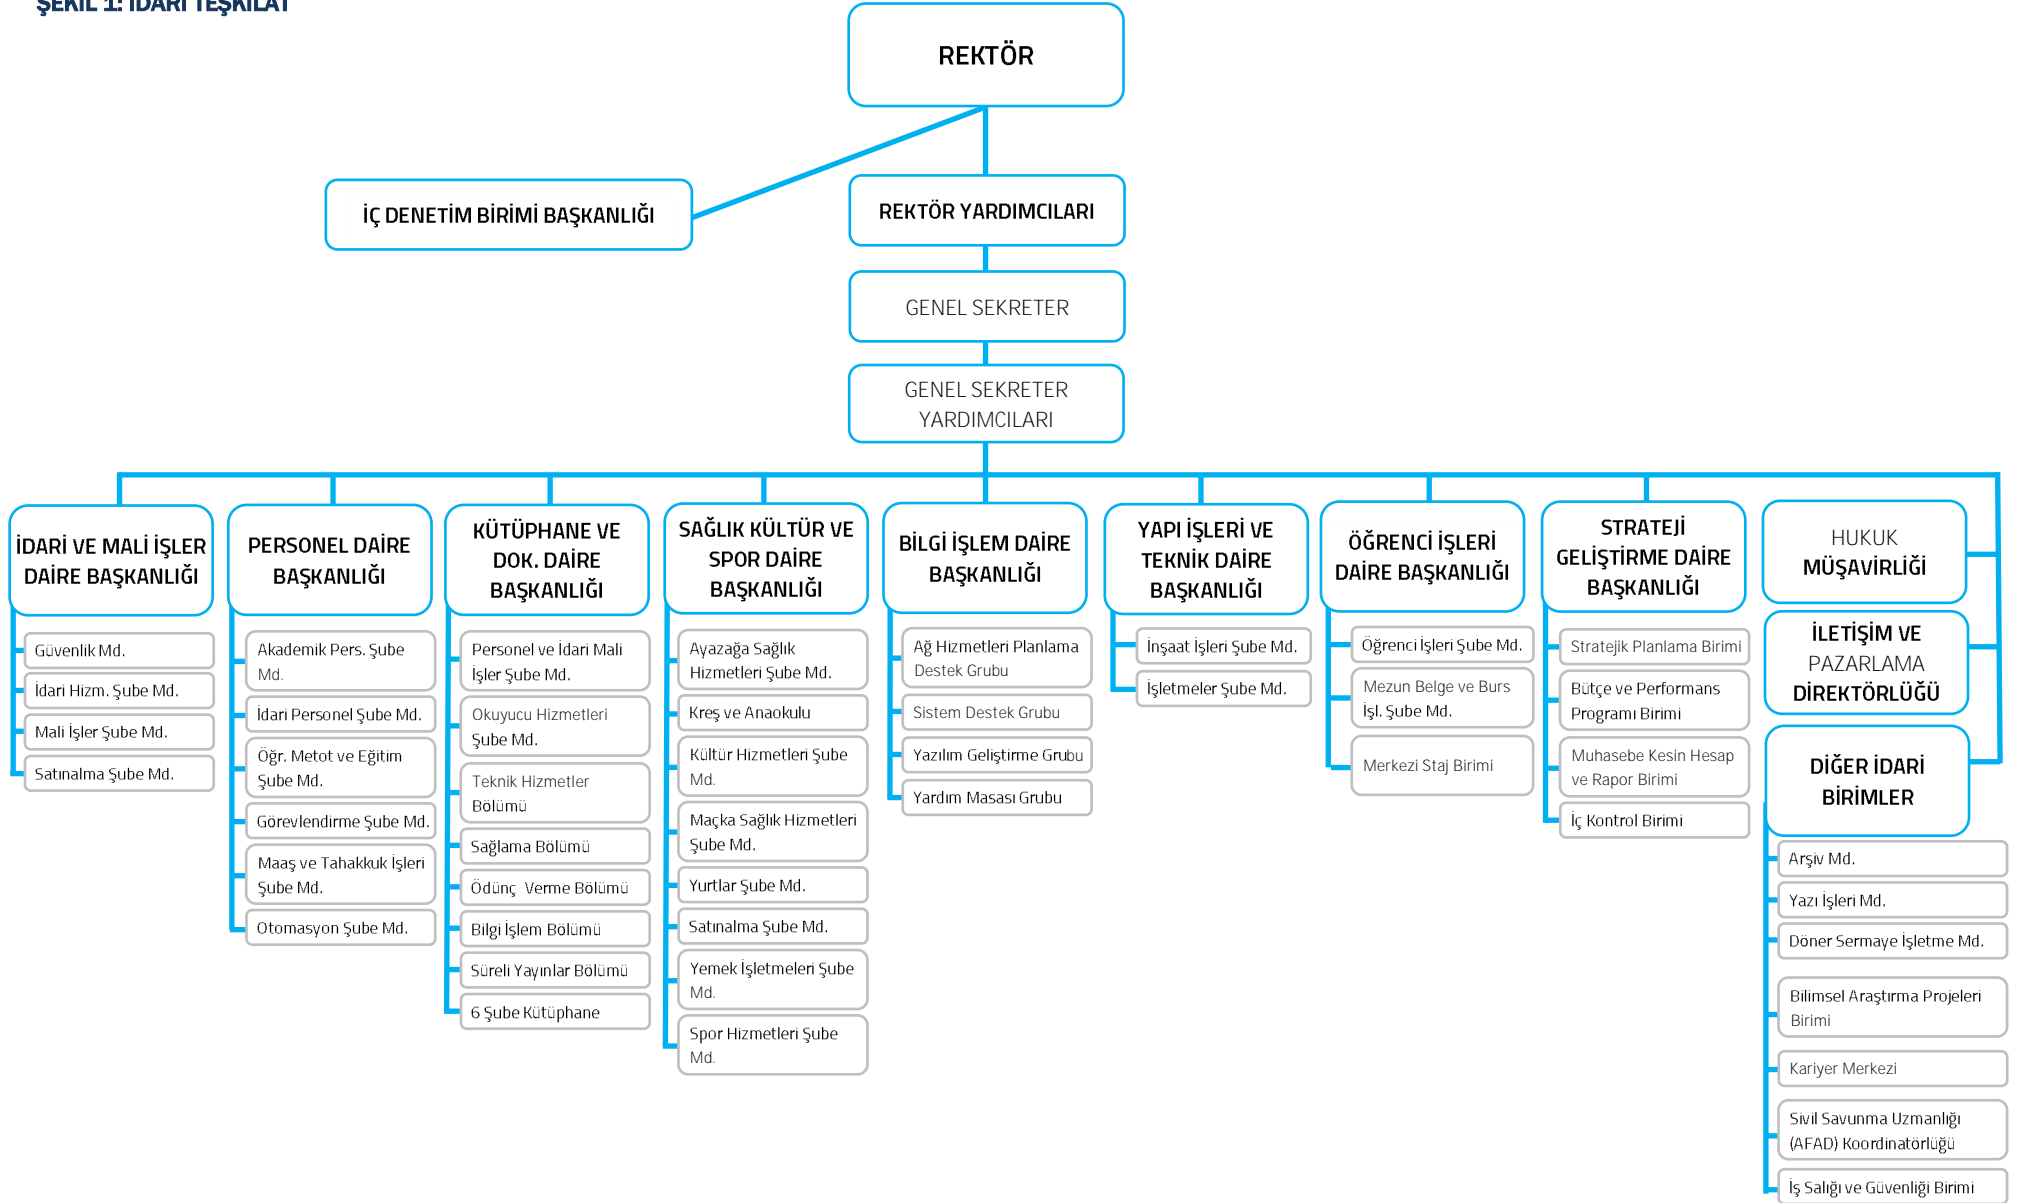 ŞEKİL 1: İDARİ TEŞKİLAT
REKTÖR
İÇ DENETİM BİRİMİ BAŞKANLIĞI
REKTÖR YARDIMCILARI
GENEL SEKRETER
GENEL SEKRETER
YARDIMCILARI
İDARİ VE MALİ İŞLER
DAİRE BAŞKANLIĞI
Güvenlik Md.
İdari Hizm. Şube Md.
Mali İşler Şube Md.
Satınalma Şube Md.
PERSONEL DAİRE
BAŞKANLIĞI
Akademik Pers. Şube
Md.
İdari Personel Şube Md.
Öğr. Metot ve Eğitim
Şube Md.
Görevlendirme Şube Md.
Maaş ve Tahakkuk İşleri
Şube Md.
Otomasyon Şube Md.
KÜTÜPHANE VE
DOK. DAİRE
BAŞKANLIĞI
Personel ve İdari Mali
İşler Şube Md.
Okuyucu Hizmetleri
Şube Md.
Teknik Hizmetler
Bölümü
Sağlama Bölümü
Ödünç  Verme Bölümü
Bilgi İşlem Bölümü
Süreli Yayınlar Bölümü
6 Şube Kütüphane
SAĞLIK KÜLTÜR VE
SPOR DAİRE
BAŞKANLIĞI
Ayazağa Sağlık
Hizmetleri Şube Md.
Kreş ve Anaokulu
Kültür Hizmetleri Şube
Md.
Maçka Sağlık Hizmetleri
Şube Md.
Yurtlar Şube Md.
Satınalma Şube Md.
Yemek İşletmeleri Şube
Md.
Spor Hizmetleri Şube
Md.
BİLGİ İŞLEM DAİRE
BAŞKANLIĞI
Ağ Hizmetleri Planlama
Destek Grubu
Sistem Destek Grubu
Yazılım Geliştirme Grubu
Yardım Masası Grubu
YAPI İŞLERİ VE
TEKNİK DAİRE
BAŞKANLIĞI
İnşaat İşleri Şube Md.
İşletmeler Şube Md.
ÖĞRENCİ İŞLERİ
DAİRE BAŞKANLIĞI
Öğrenci İşleri Şube Md.
Mezun Belge ve Burs
İşl. Şube Md.
Merkezi Staj Birimi
STRATEJİ
GELİŞTİRME DAİRE
BAŞKANLIĞI
Stratejik Planlama Birimi
Bütçe ve Performans
Programı Birimi
Muhasebe Kesin Hesap
ve Rapor Birimi
İç Kontrol Birimi
HUKUK
MÜŞAVİRLİĞİ
İLETİŞİM VE
PAZARLAMA
DİREKTÖRLÜĞÜ
DİĞER İDARİ
BİRİMLER
Arşiv Md.
Yazı İşleri Md.
Döner Sermaye İşletme Md.
Bilimsel Araştırma Projeleri
Birimi
Kariyer Merkezi
Sivil Savunma Uzmanlığı
(AFAD) Koordinatörlüğü
İş Salığı ve Güvenliği Birimi